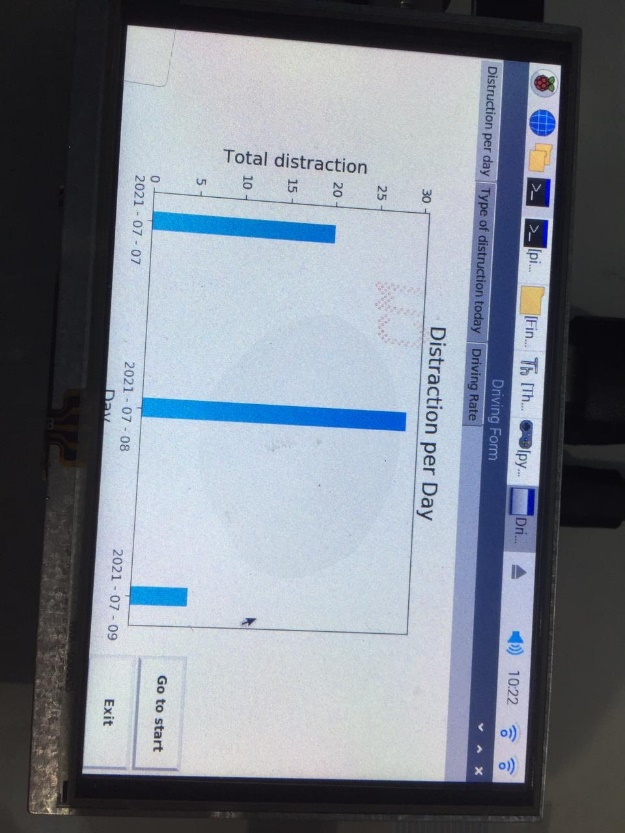 [pi...
[Fin...
[Th...
[py...
Dri...
10:22
Driving Form
Distruction per day
Type of distruction today
Driving Rate
Distraction per Day
Total distraction
30
25
20
15
10
5
0
2021 - 07 - 07
2021 - 07 - 08
2021 - 07 - 09
Day
Go to start
Exit